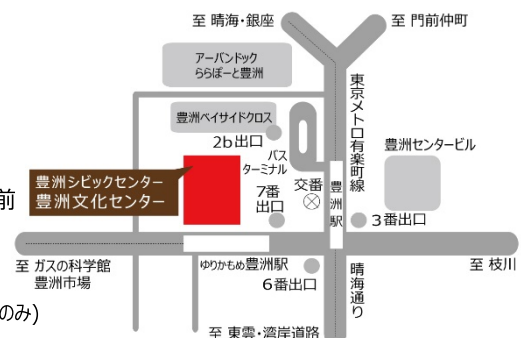 至 晴海・銀座
至 門前仲町
アーバンドック
ららぽーと豊洲
東京メトロ有楽町線
豊洲ベイサイドクロス
2b出口
バス
ターミナル
豊洲センタービル
豊洲シビックセンター
豊洲文化センター
前
7番
出口
交番
豊洲駅
3番出口
至 ガスの科学館
豊洲市場
ゆりかもめ豊洲駅
6番出口
晴海通り
至 枝川
のみ)
至 東雲・湾岸道路